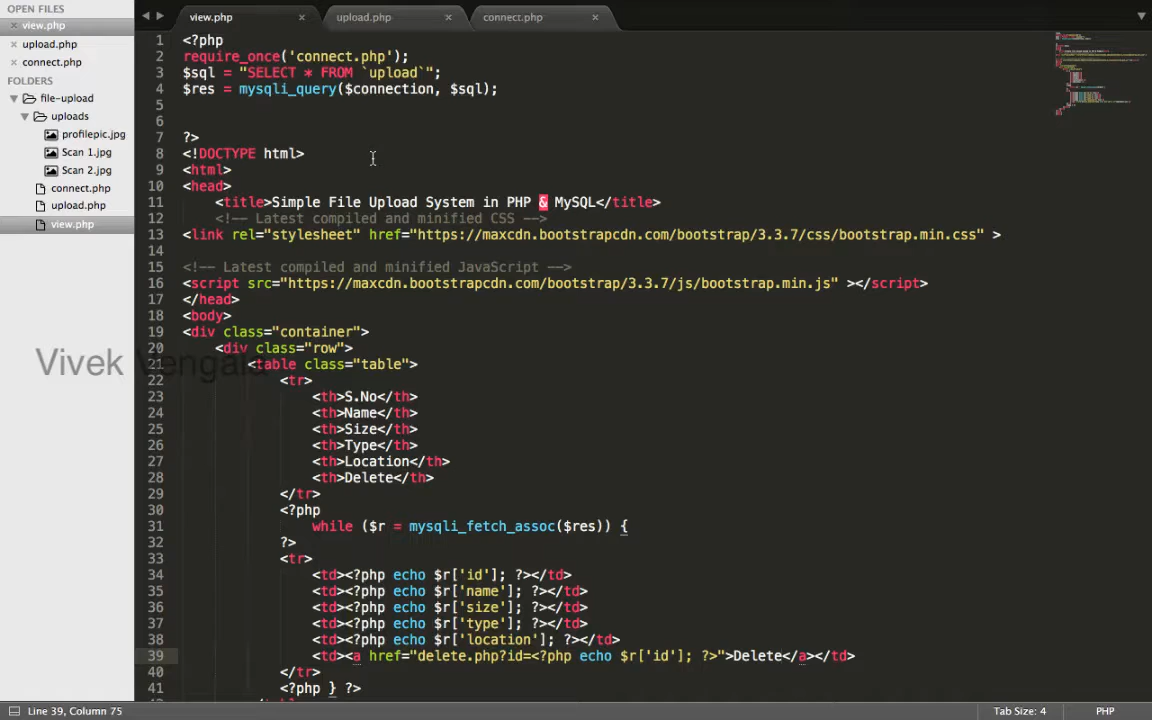 OPEN FILES
view.php
upload.php
connect.php
FOLDERS
file-upload
uploads
profilepic.jpg
Scan 1.jpg
Scan 2.jpg
connect.php
upload.php
view.php
view.php
upload.php
connect.php
1 <?php
2 require_once('connect.php');
3 $sql = "SELECT * FROM `upload`";
4 $res = mysqli_query($connection, $sql);
5
6
7 ?>
8 <!DOCTYPE html>
9 <html>
10 <head>
11 <title>Simple File Upload System in PHP & MySQL</title>
12 <!-- Latest compiled and minified CSS -->
13 <link rel="stylesheet" href="https://maxcdn.bootstrapcdn.com/bootstrap/3.3.7/css/bootstrap.min.css" >
14
15 <!-- Latest compiled and minified JavaScript -->
16 <script src="https://maxcdn.bootstrapcdn.com/bootstrap/3.3.7/js/bootstrap.min.js" ></script>
17 </head>
18 <body>
19 <div class="container">
20 <div class="row">
21 <table class="table">
22 <tr>
23 <th>S.No</th>
24 <th>Name</th>
25 <th>Size</th>
26 <th>Type</th>
27 <th>Location</th>
28 <th>Delete</th>
29 </tr>
30 <?php
31 while ($r = mysqli_fetch_assoc($res)) {
32 ?>
33 <tr>
34 <td><?php echo $r['id']; ?></td>
35 <td><?php echo $r['name']; ?></td>
36 <td><?php echo $r['size']; ?></td>
37 <td><?php echo $r['type']; ?></td>
38 <td><?php echo $r['location']; ?></td>
39 <td><a href="delete.php?id=<?php echo $r['id']; ?>">Delete</a></td>
40 </tr>
41 <?php } ?>
Vivek Vengala
Line 39, Column 75
Tab Size: 4
PHP